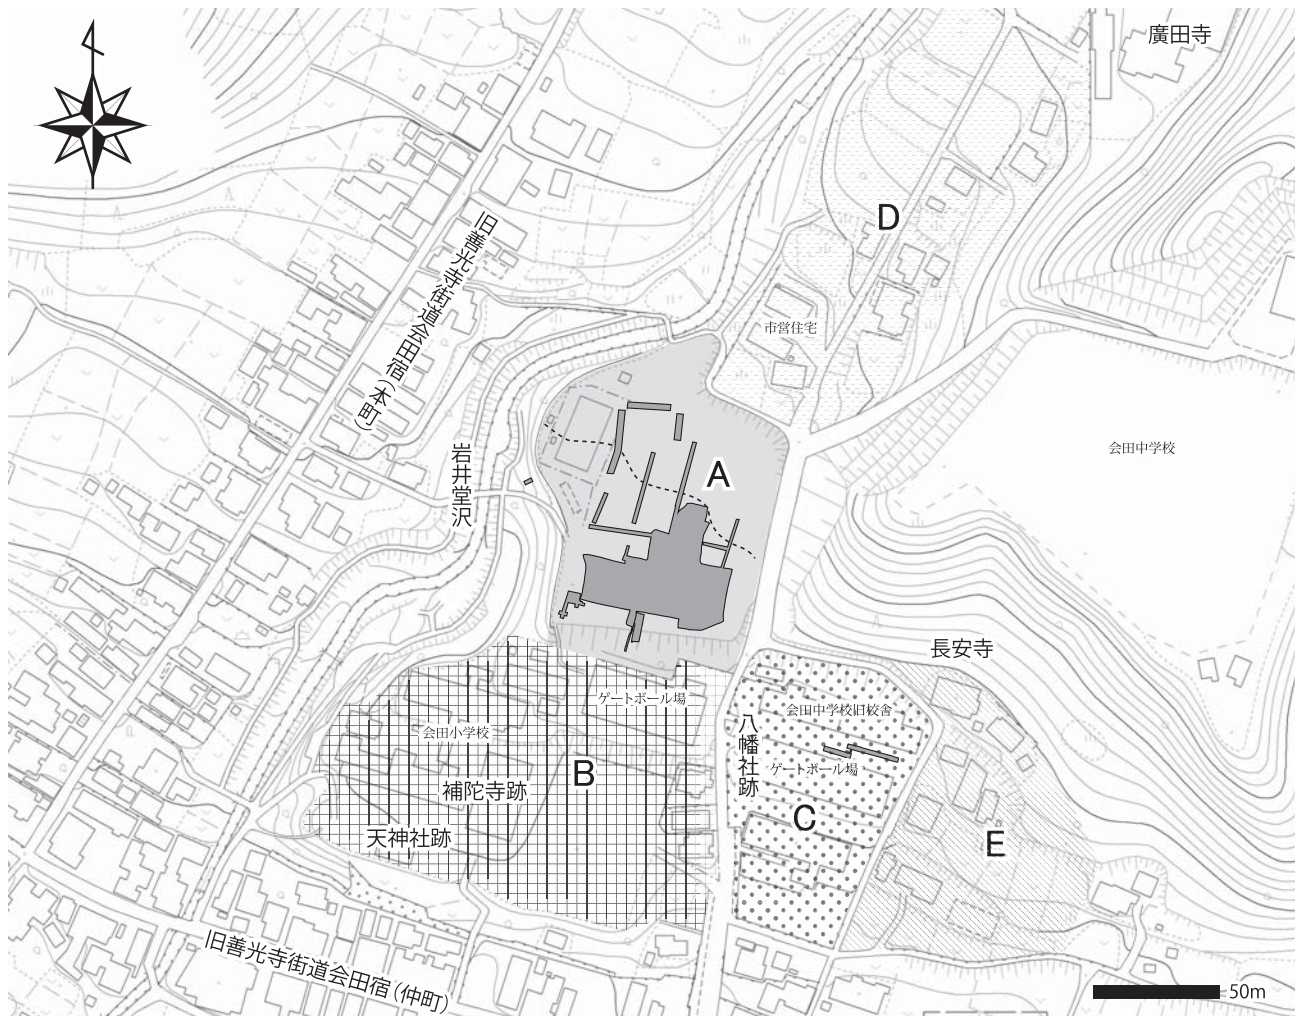 廣田寺
D
旧善光寺街道会田宿(本町)
市営住宅
会田中学校
岩井堂沢
A
長安寺
ゲートボール場
会田中学校旧校舎
八幡社跡
会田小学校
ゲートボール場
B
補陀寺跡
C
天神社跡
E
旧善光寺街道会田宿(仲町)
50m